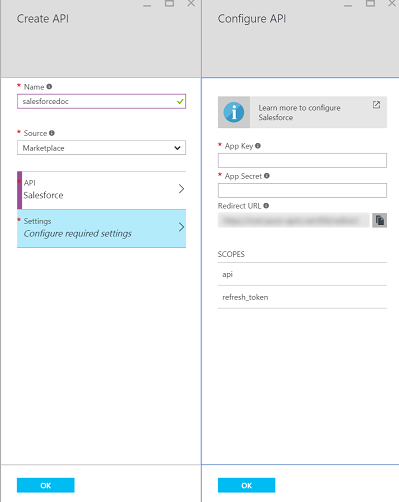 Create API
* Name
salesforcedoc
* Source
Marketplace
* API
Salesforce
* Settings
Configure required settings
OK
Configure API
Learn more to configure
Salesforce
* App Key
* App Secret
Redirect URL
SCOPES
api
refresh_token
OK